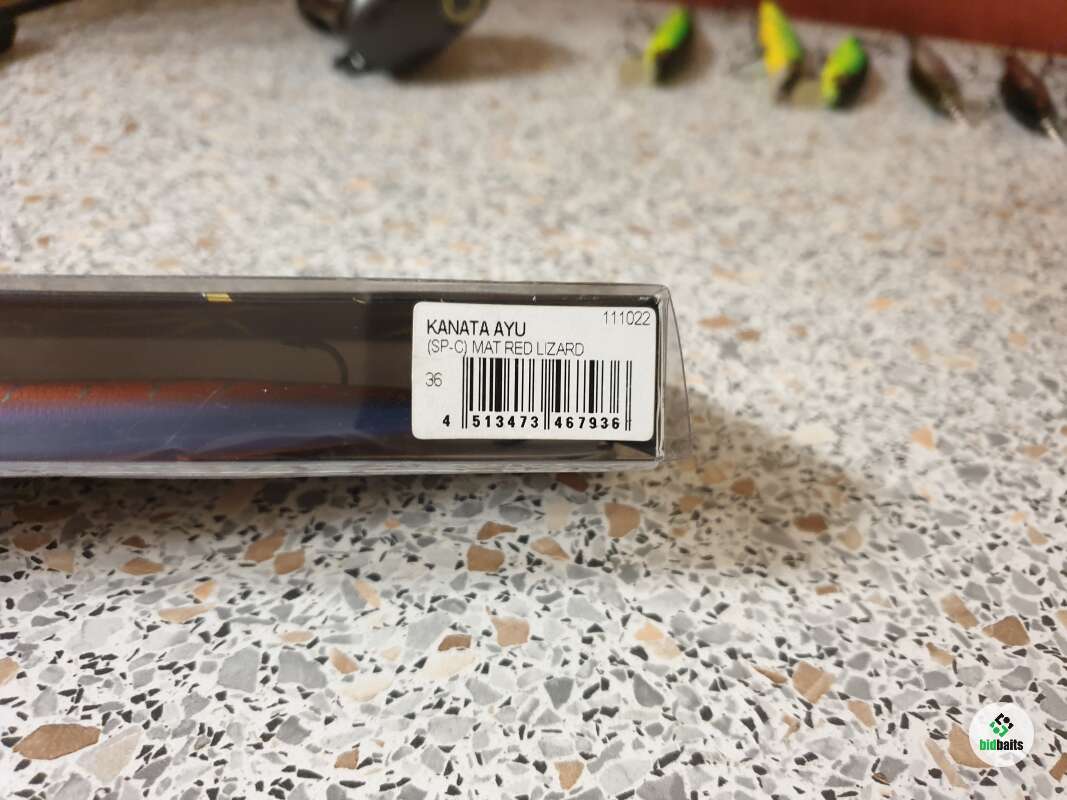 KANATA AYU
111022
(SP-C) MAT RED LIZARD
36
4 513473 467936
bidbaits